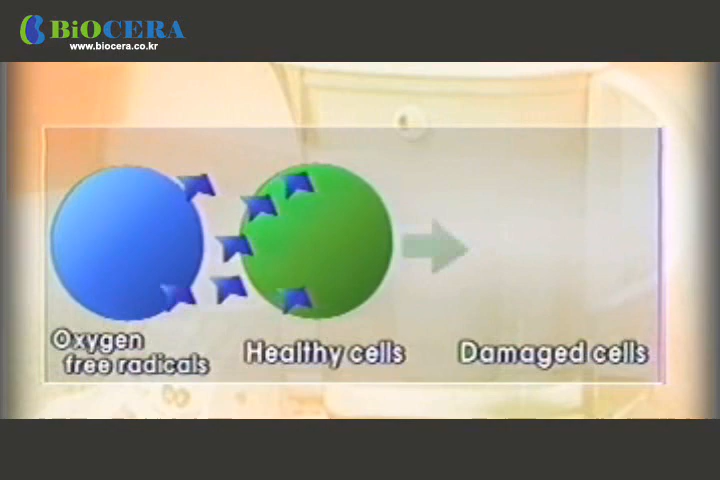 BiOCERA
www.biocera.co.kr
Oxygen
free radicals
Healthy cells
Damaged cells